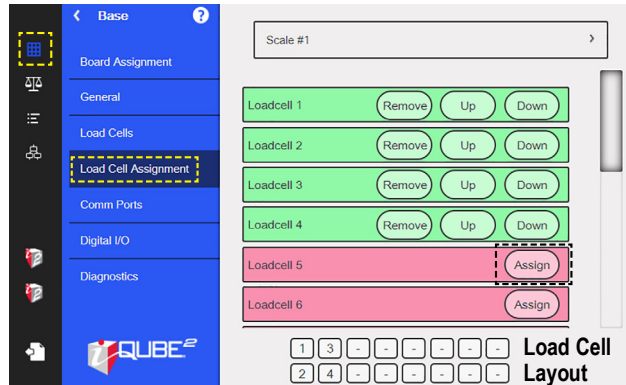 Base ?
Board Assignment
General
Load Cells
Load Cell Assignment
Comm Ports
Digital I/O
Diagnostics
iQUBE2
Scale #1
Loadcell 1 Remove Up Down
Loadcell 2 Remove Up Down
Loadcell 3 Remove Up Down
Loadcell 4 Remove Up Down
Loadcell 5 Assign
Loadcell 6 Assign
1 3 - - - - - - Load Cell
2 4 - - - - - - Layout